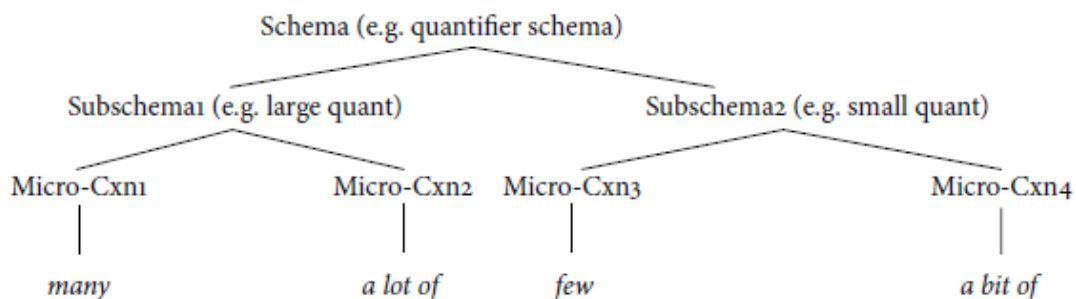 Schema (e.g. quantifier schema)
Subschema1 (e.g. large quant) Subschema2 (e.g. small quant)
Micro-Cxn1 Micro-Cxn2 Micro-Cxn3 Micro-Cxn4
many a lot of few a bit of